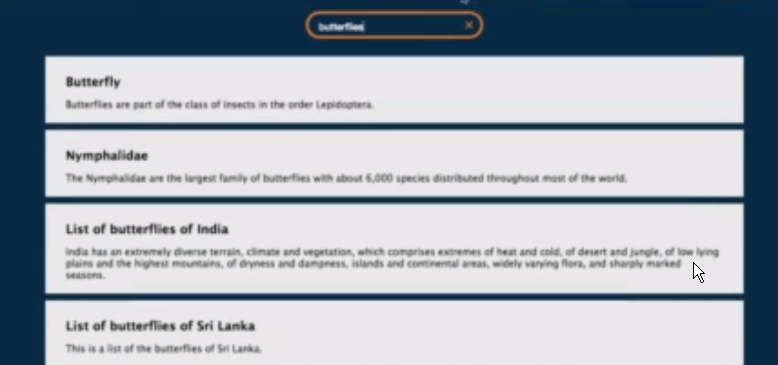 butterflies
Butterfly
Butterflies are part of the class of insects in the order Lepidoptera.
Nymphalidae
The Nymphalidae are the largest family of butterflies with about 6,000 species distributed throughout most of the world.
List of butterflies of India
India has an extremely diverse terrain, climate and vegetation, which comprises extremes of heat and cold, of desert and jungle, of low lying
plains and the highest mountains, of dryness and dampness, islands and continental areas, widely varying flora, and sharply marked
seasons.
List of butterflies of Sri Lanka
This is a list of the butterflies of Sri Lanka.